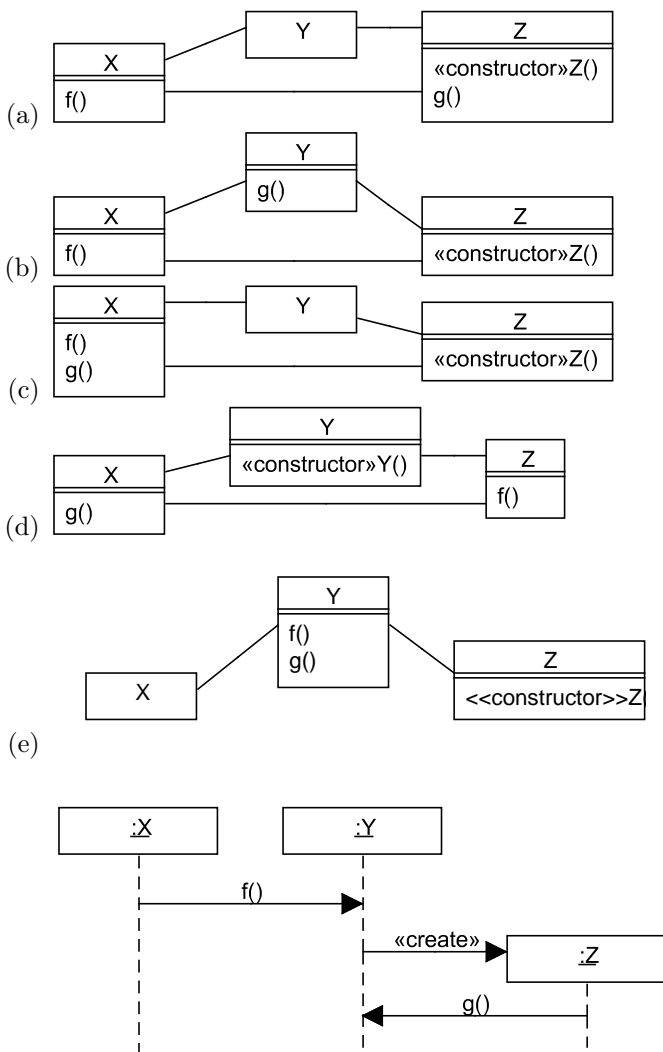 Y
Z
X
«constructor»Z()
f()
g()
(a)
Y
g()
X
Z
f()
«constructor»Z()
(b)
X
Y
Z
f()
g()
«constructor»Z()
(c)
Y
«constructor»Y()
X
Z
g()
f()
(d)
Y
f()
g()
Z
X
<<constructor>>Z(
(e)
:X
:Y
f()
«create»
:Z
g()